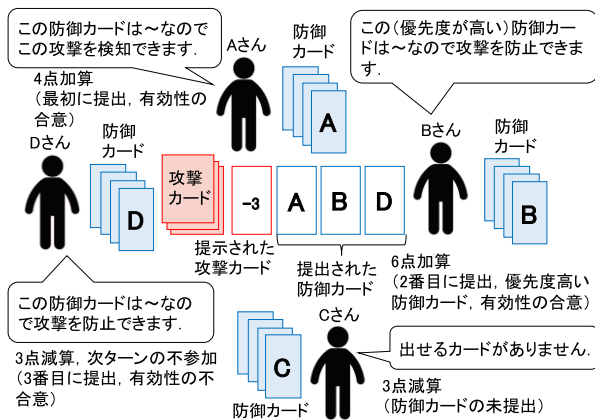 この防御カードは～なので
この攻撃を検知できます.
Aさん
防御
カード
A
4点加算
(最初に提出, 有効性の
合意)
この(優先度が高い)防御カー
ドは～なので攻撃を防止できま
す.
Bさん
防御
カード
B
6点加算
(2番目に提出, 優先度高い
防御カード, 有効性の合意)
Dさん
防御
カード
D
攻撃
カード
-3
A
B
D
提示された
攻撃カード
提出された
防御カード
この防御カードは～なの
で攻撃を防止できます.
3点減算, 次ターンの不参加
(3番目に提出, 有効性の不
合意)
Cさん
C
防御カード
出せるカードがありません.
3点減算
(防御カードの未提出)